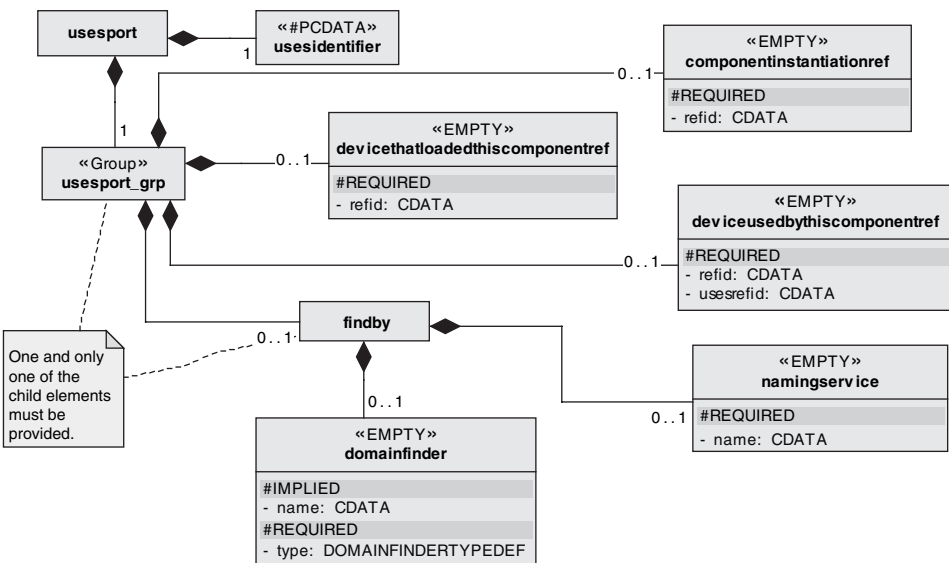 usesport
«#PCDATA»
usesidentifier
1
«EMPTY»
componentinstantiationref
#REQUIRED
- refid: CDATA
0..1
1
«Group»
usesport_grp
0..1
«EMPTY»
devicethatloadedthiscomponentref
#REQUIRED
- refid: CDATA
«EMPTY»
deviceusedbythiscomponentref
#REQUIRED
- refid: CDATA
- usesrefid: CDATA
0..1
findby
0..1
One and only
one of the
child elements
must be
provided.
«EMPTY»
namingservice
#REQUIRED
- name: CDATA
0..1
0..1
«EMPTY»
domainfinder
#IMPLIED
- name: CDATA
#REQUIRED
- type: DOMAINFINDERTYPEDEF